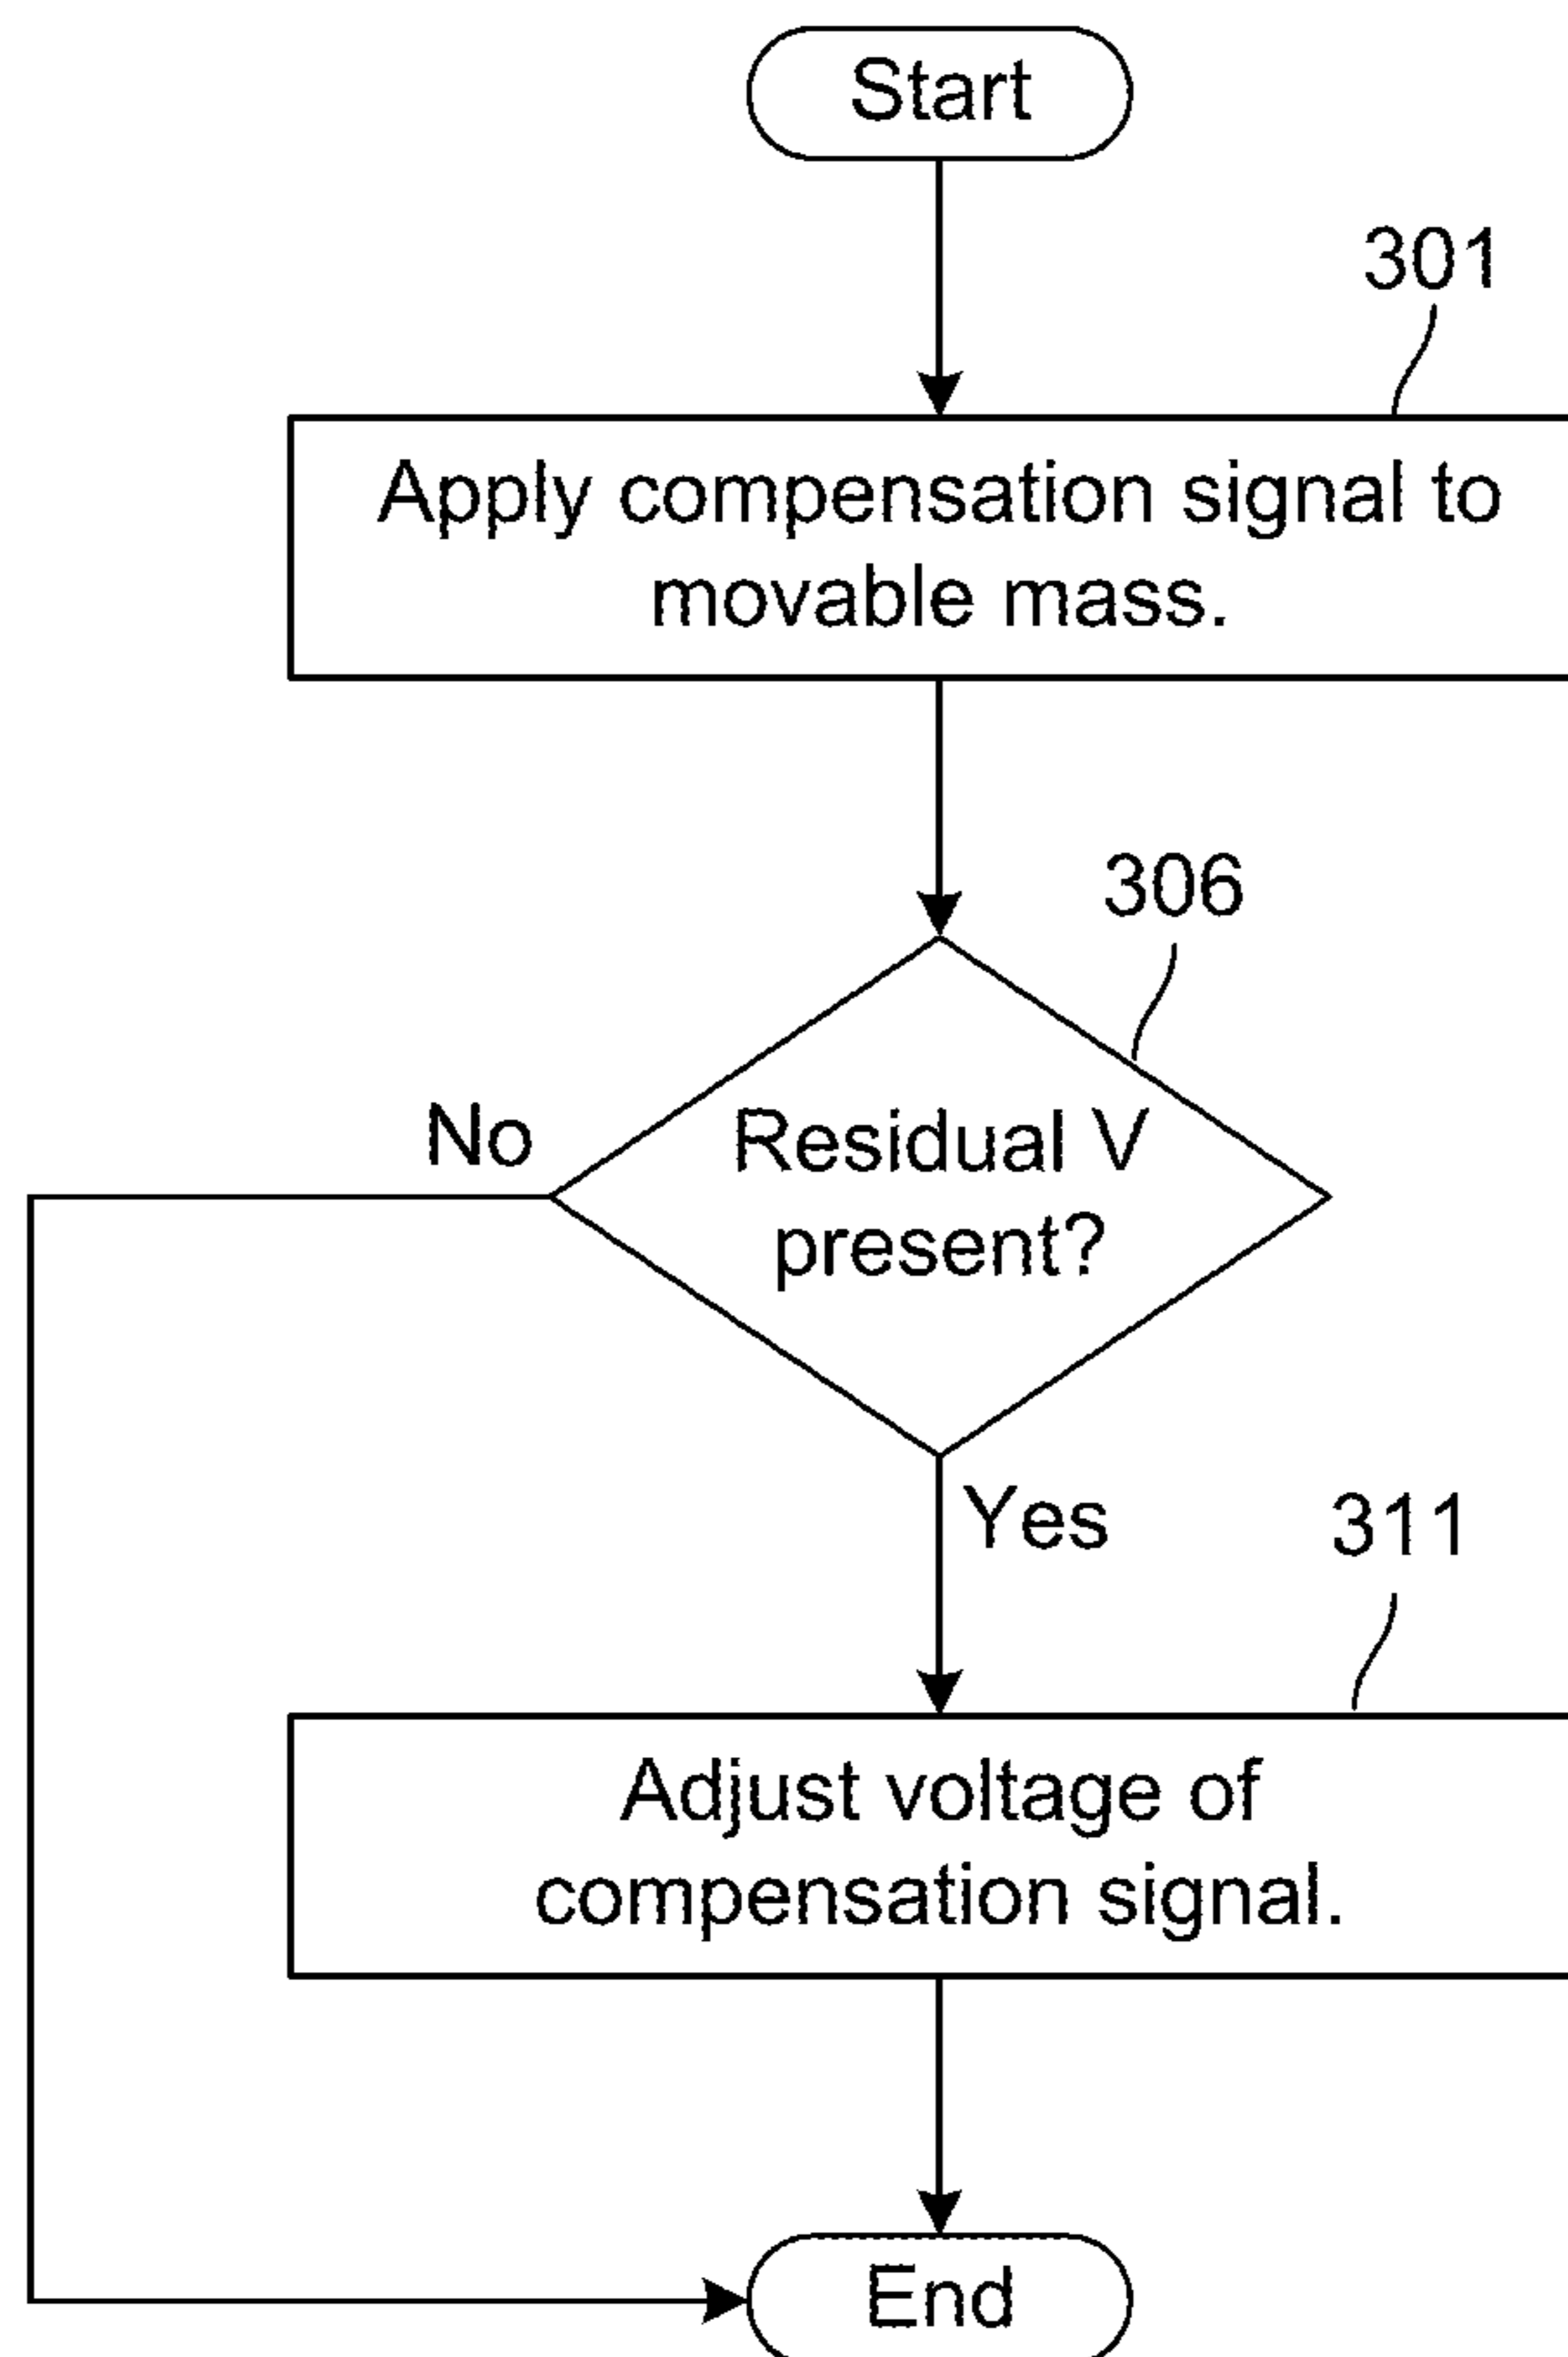 Start
301
Apply compensation signal to
movable mass.
306
No
Residual V
present?
Yes
311
Adjust voltage of
compensation signal.
End